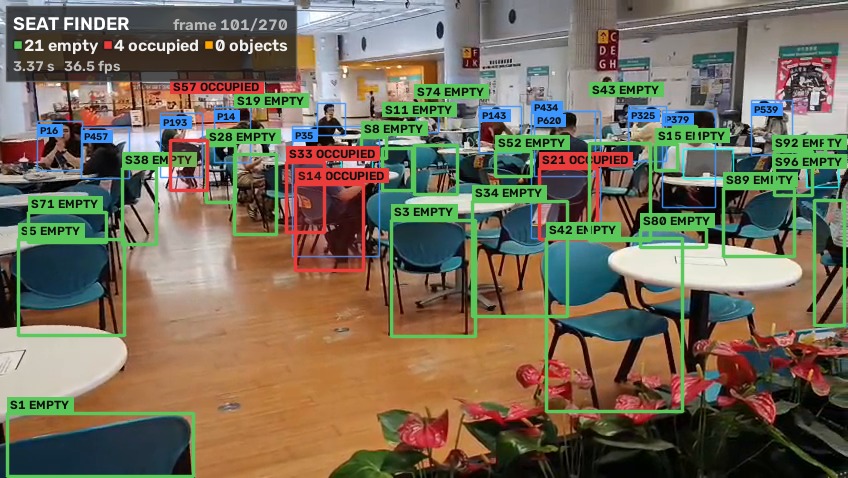 SEAT FINDER frame 101/270
21 empty 4 occupied 0 objects
3.37 s 36.5 fps
F
J K
C
D E
G H
S57 OCCUPIED
S74 EMPTY
S43 EMPTY
S19 EMPTY
S11 EMPTY
P193
P14
P143
P434
P620
P325
P379
P539
P16
P457
S28 EMPTY
P35
S8 EMPTY
S52 EMPTY
S15 EMPTY
S92 EMPTY
S38 EMPTY
S33 OCCUPIED
S21 OCCUPIED
S96 EMPTY
S14 OCCUPIED
S89 EMPTY
S34 EMPTY
S71 EMPTY
S3 EMPTY
S80 EMPTY
S5 EMPTY
S42 EMPTY
S1 EMPTY